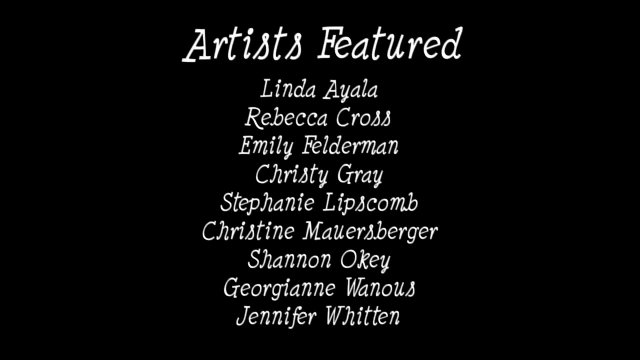 Artists Featured
Linda Ayala
Rebecca Cross
Emily Felderman
Christy Gray
Stephanie Lipscomb
Christine Mauersberger
Shannon Okey
Georgianne Wanous
Jennifer Whitten